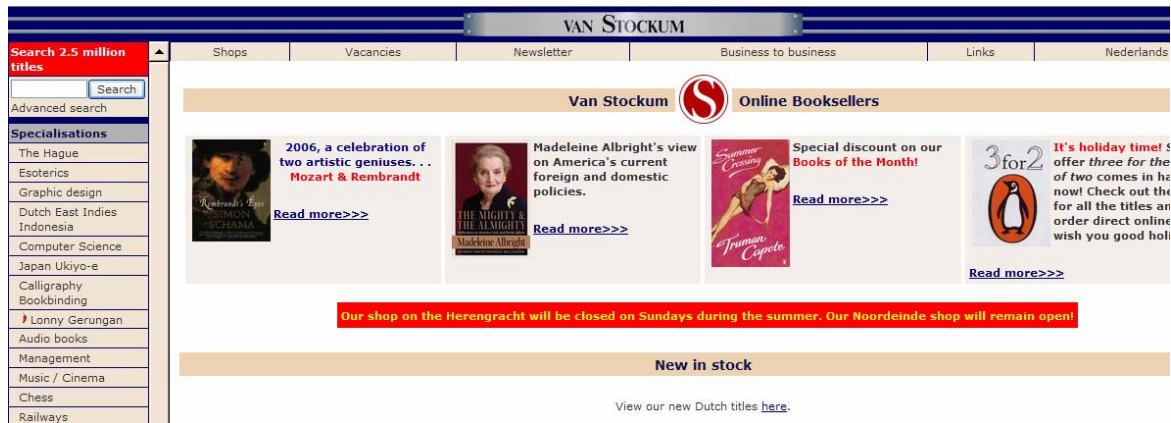 VAN STOCKUM
Search 2.5 million
titles
Search
Advanced search
Specialisations
The Hague
Esoterics
Graphic design
Dutch East Indies
Indonesia
Computer Science
Japan Ukiyo-e
Calligraphy
Bookbinding
Lonny Gerungan
Audio books
Management
Music / Cinema
Chess
Railways
Shops
Vacancies
Newsletter
Business to business
Links
Nederlands
Van Stockum S Online Booksellers
Rembrandt's Eyes
SIMON
SCHAMA
2006, a celebration of
two artistic geniuses. . .
Mozart & Rembrandt
Read more>>>
THE MIGHTY &
THE ALMIGHTY
Madeleine Albright
Madeleine Albright's view
on America's current
foreign and domestic
policies.
Read more>>>
Summer
Crossing
Truman
Capote
Special discount on our
Books of the Month!
Read more>>>
3 for 2
It's holiday time! S
offer three for the
of two comes in ha
now! Check out the
for all the titles an
order direct online
wish you good holi
Read more>>>
Our shop on the Herengracht will be closed on Sundays during the summer. Our Noordeinde shop will remain open!
New in stock
View our new Dutch titles here.